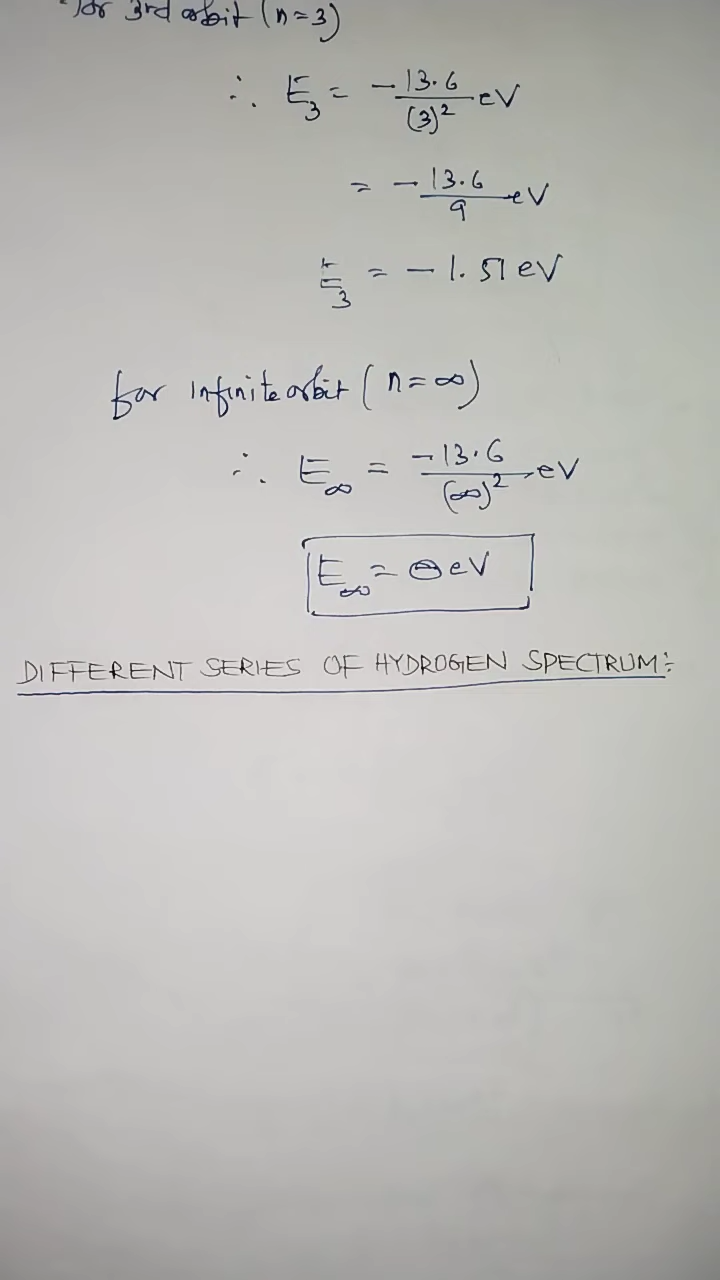 for 3rd orbit (n=3)
∴ E₃ = -13.6/(3)² eV
= -13.6/9 eV
E₃ = -1.51 eV
for infinite orbit (n=∞)
∴ E∞ = -13.6/(∞)² eV
E∞ = 0 eV
DIFFERENT SERIES OF HYDROGEN SPECTRUM: